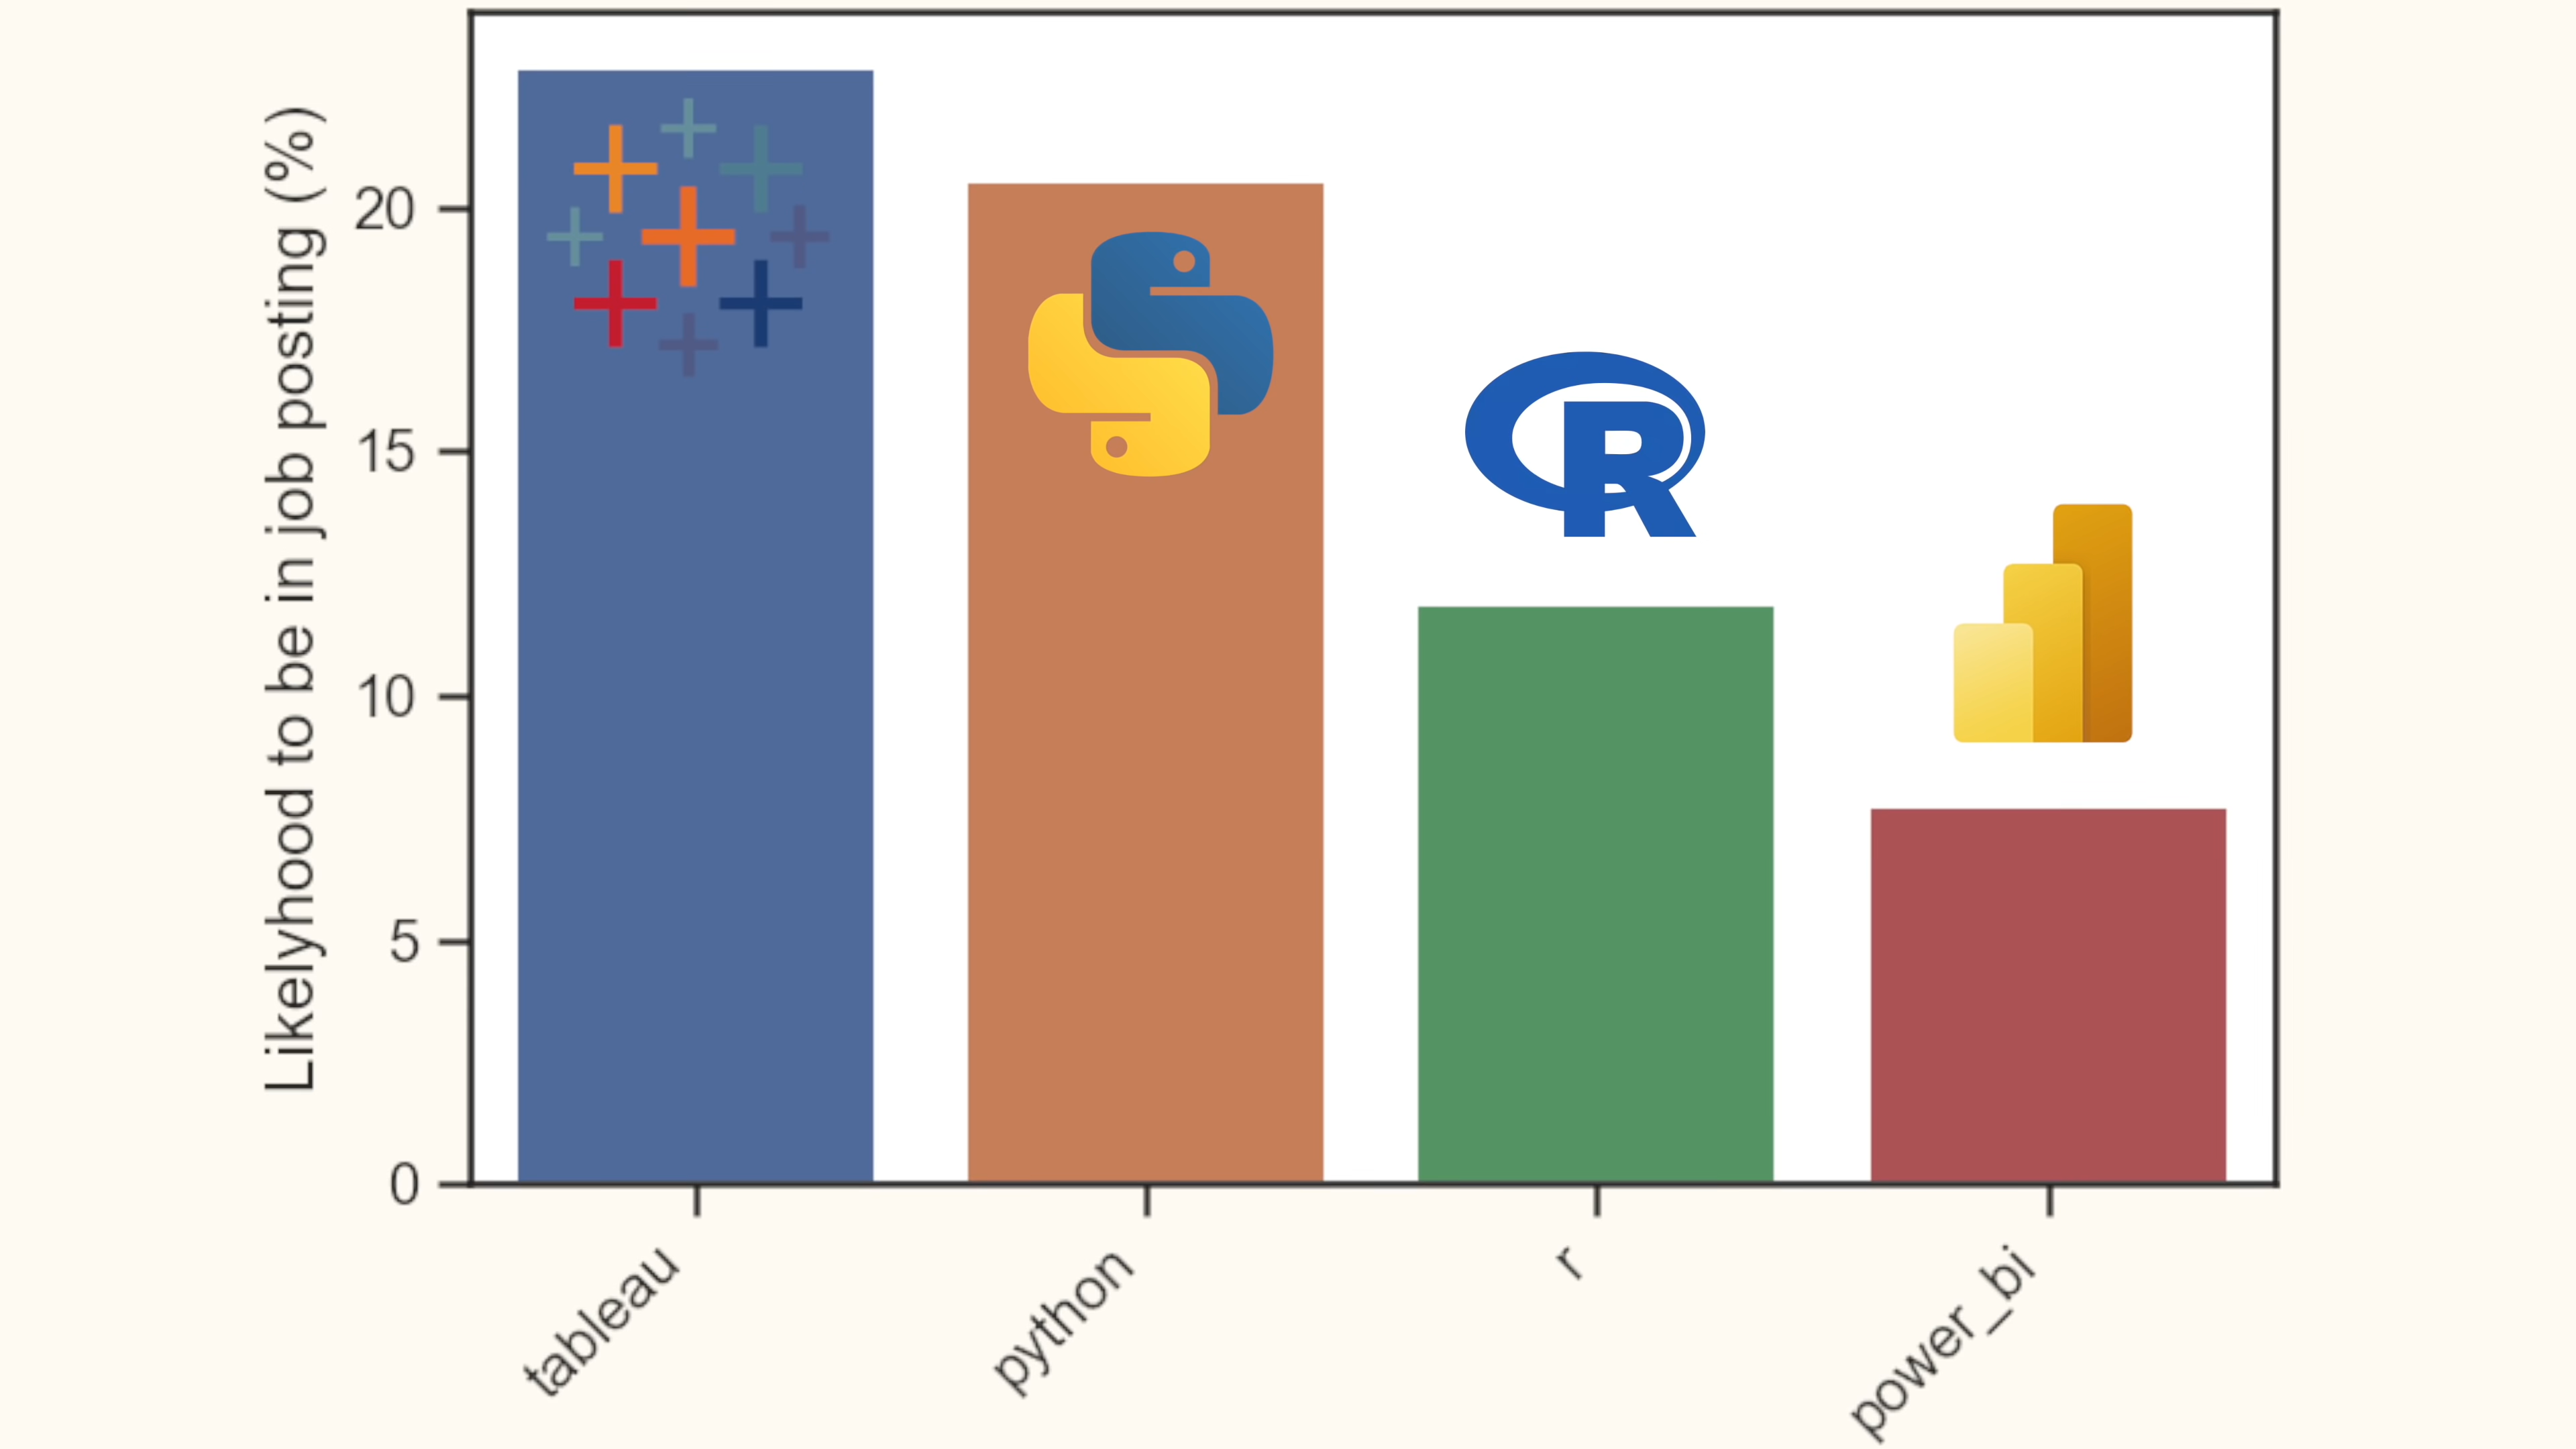 Likelyhood to be in job posting (%)
20
15
10
5
0
R
tableau
python
r
power_bi